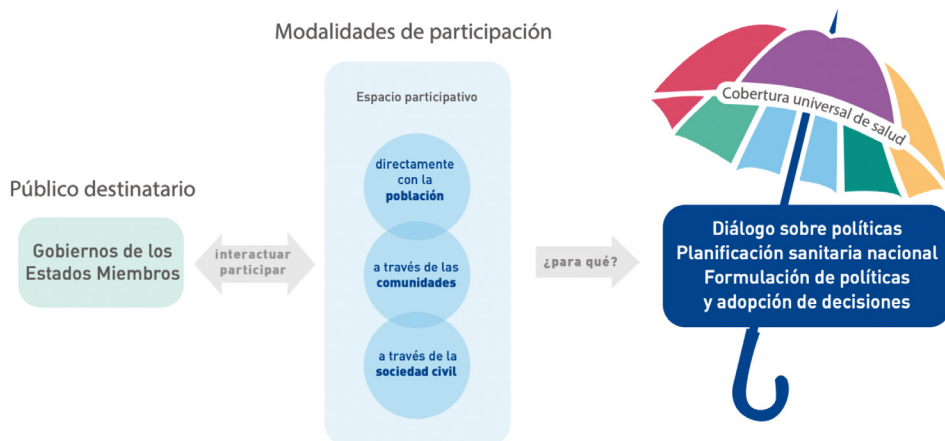 Modalidades de participación
Espacio participativo
directamente
con la
población
a través de las
comunidades
a través de la
sociedad civil
Público destinatario
Gobiernos de los
Estados Miembros
interactuar
participar
¿para qué?
Cobertura universal de salud
Diálogo sobre políticas
Planificación sanitaria nacional
Formulación de políticas
y adopción de decisiones